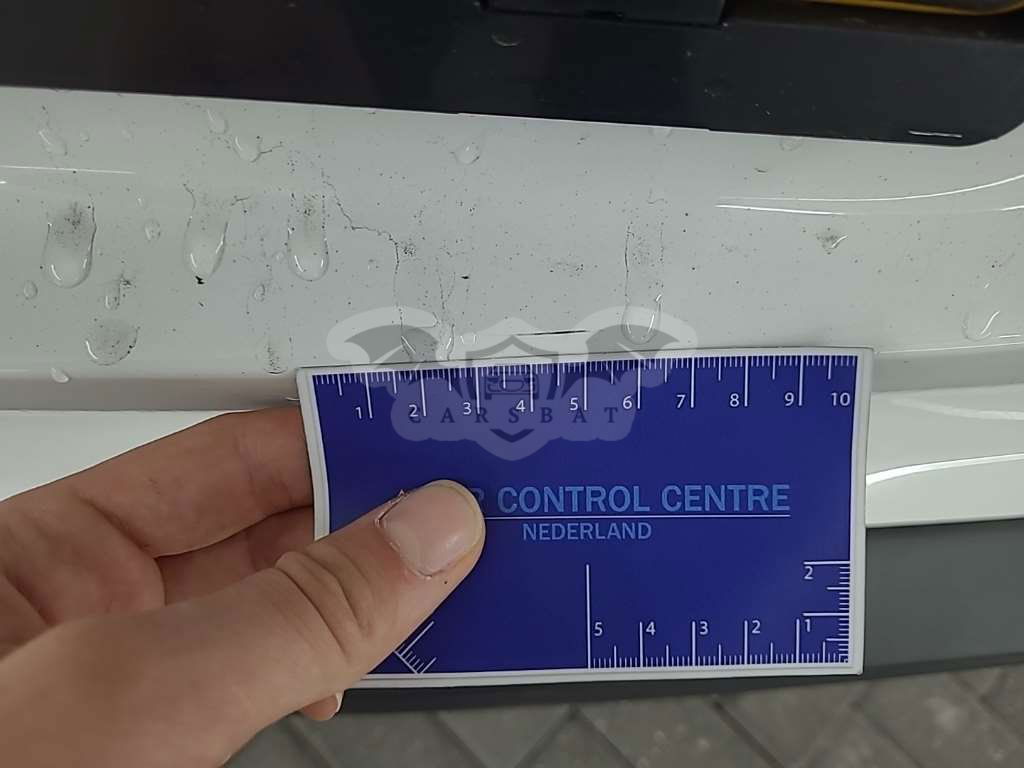 1 2 3 4 5 6 7 8 9 10
CARSBAT
CONTROL CENTRE
NEDERLAND
2
5 4 3 2 1